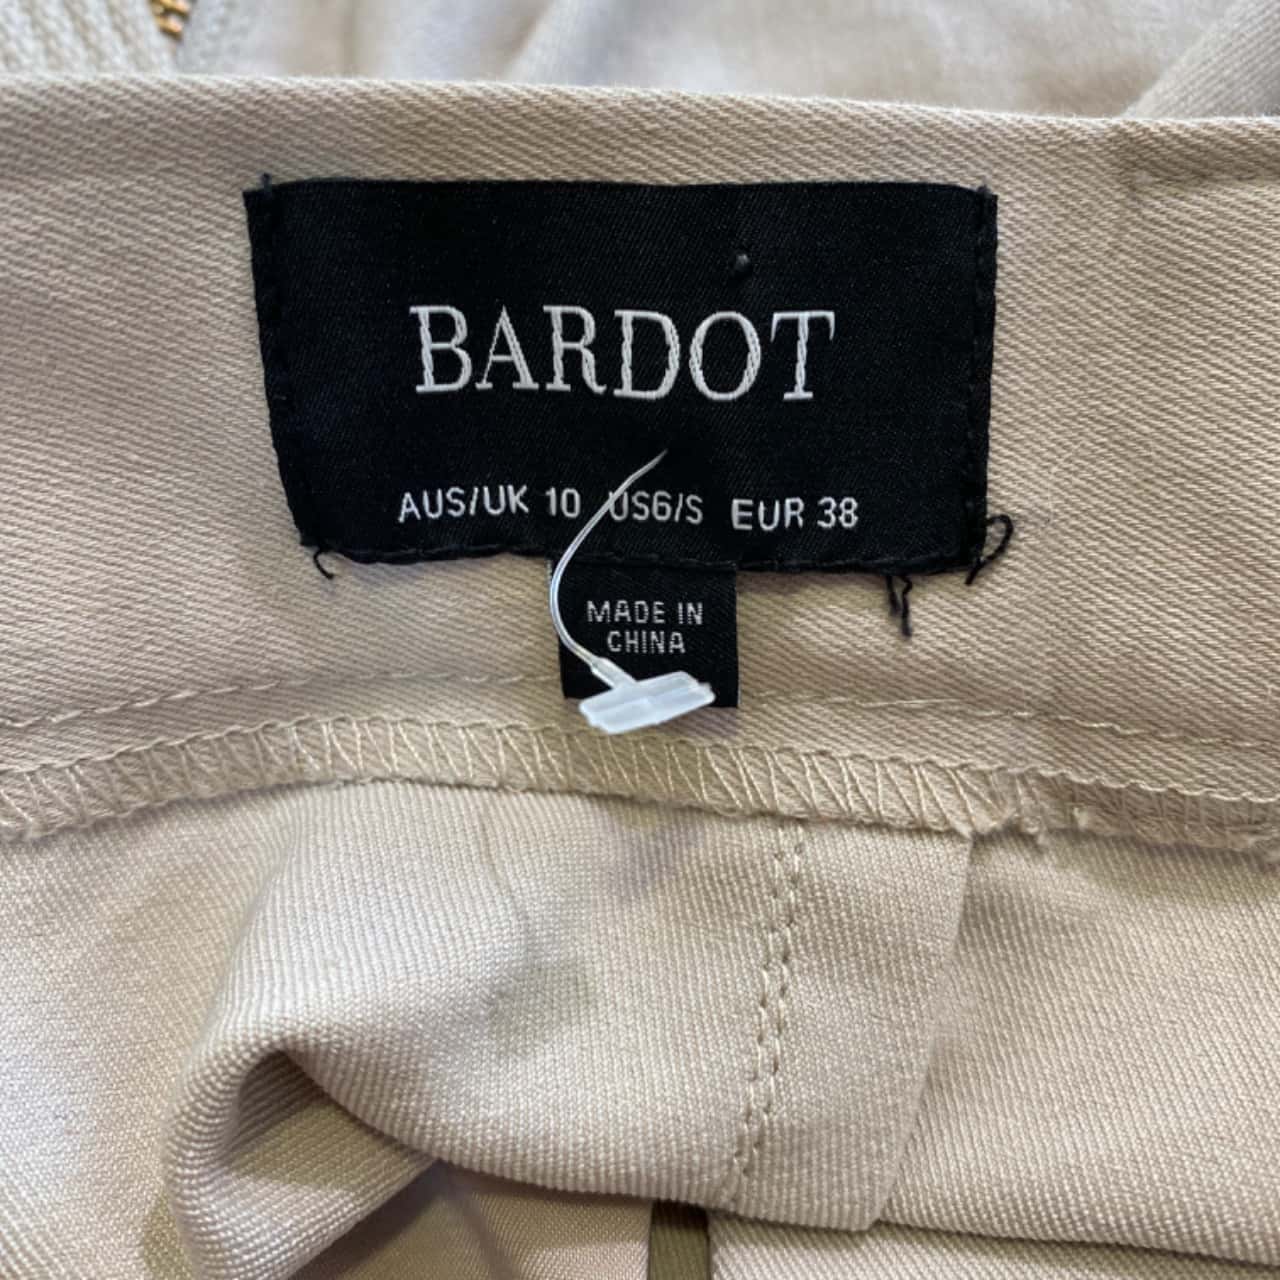 BARDOT
AUS/UK 10 US6/S EUR 38
MADE IN
CHINA